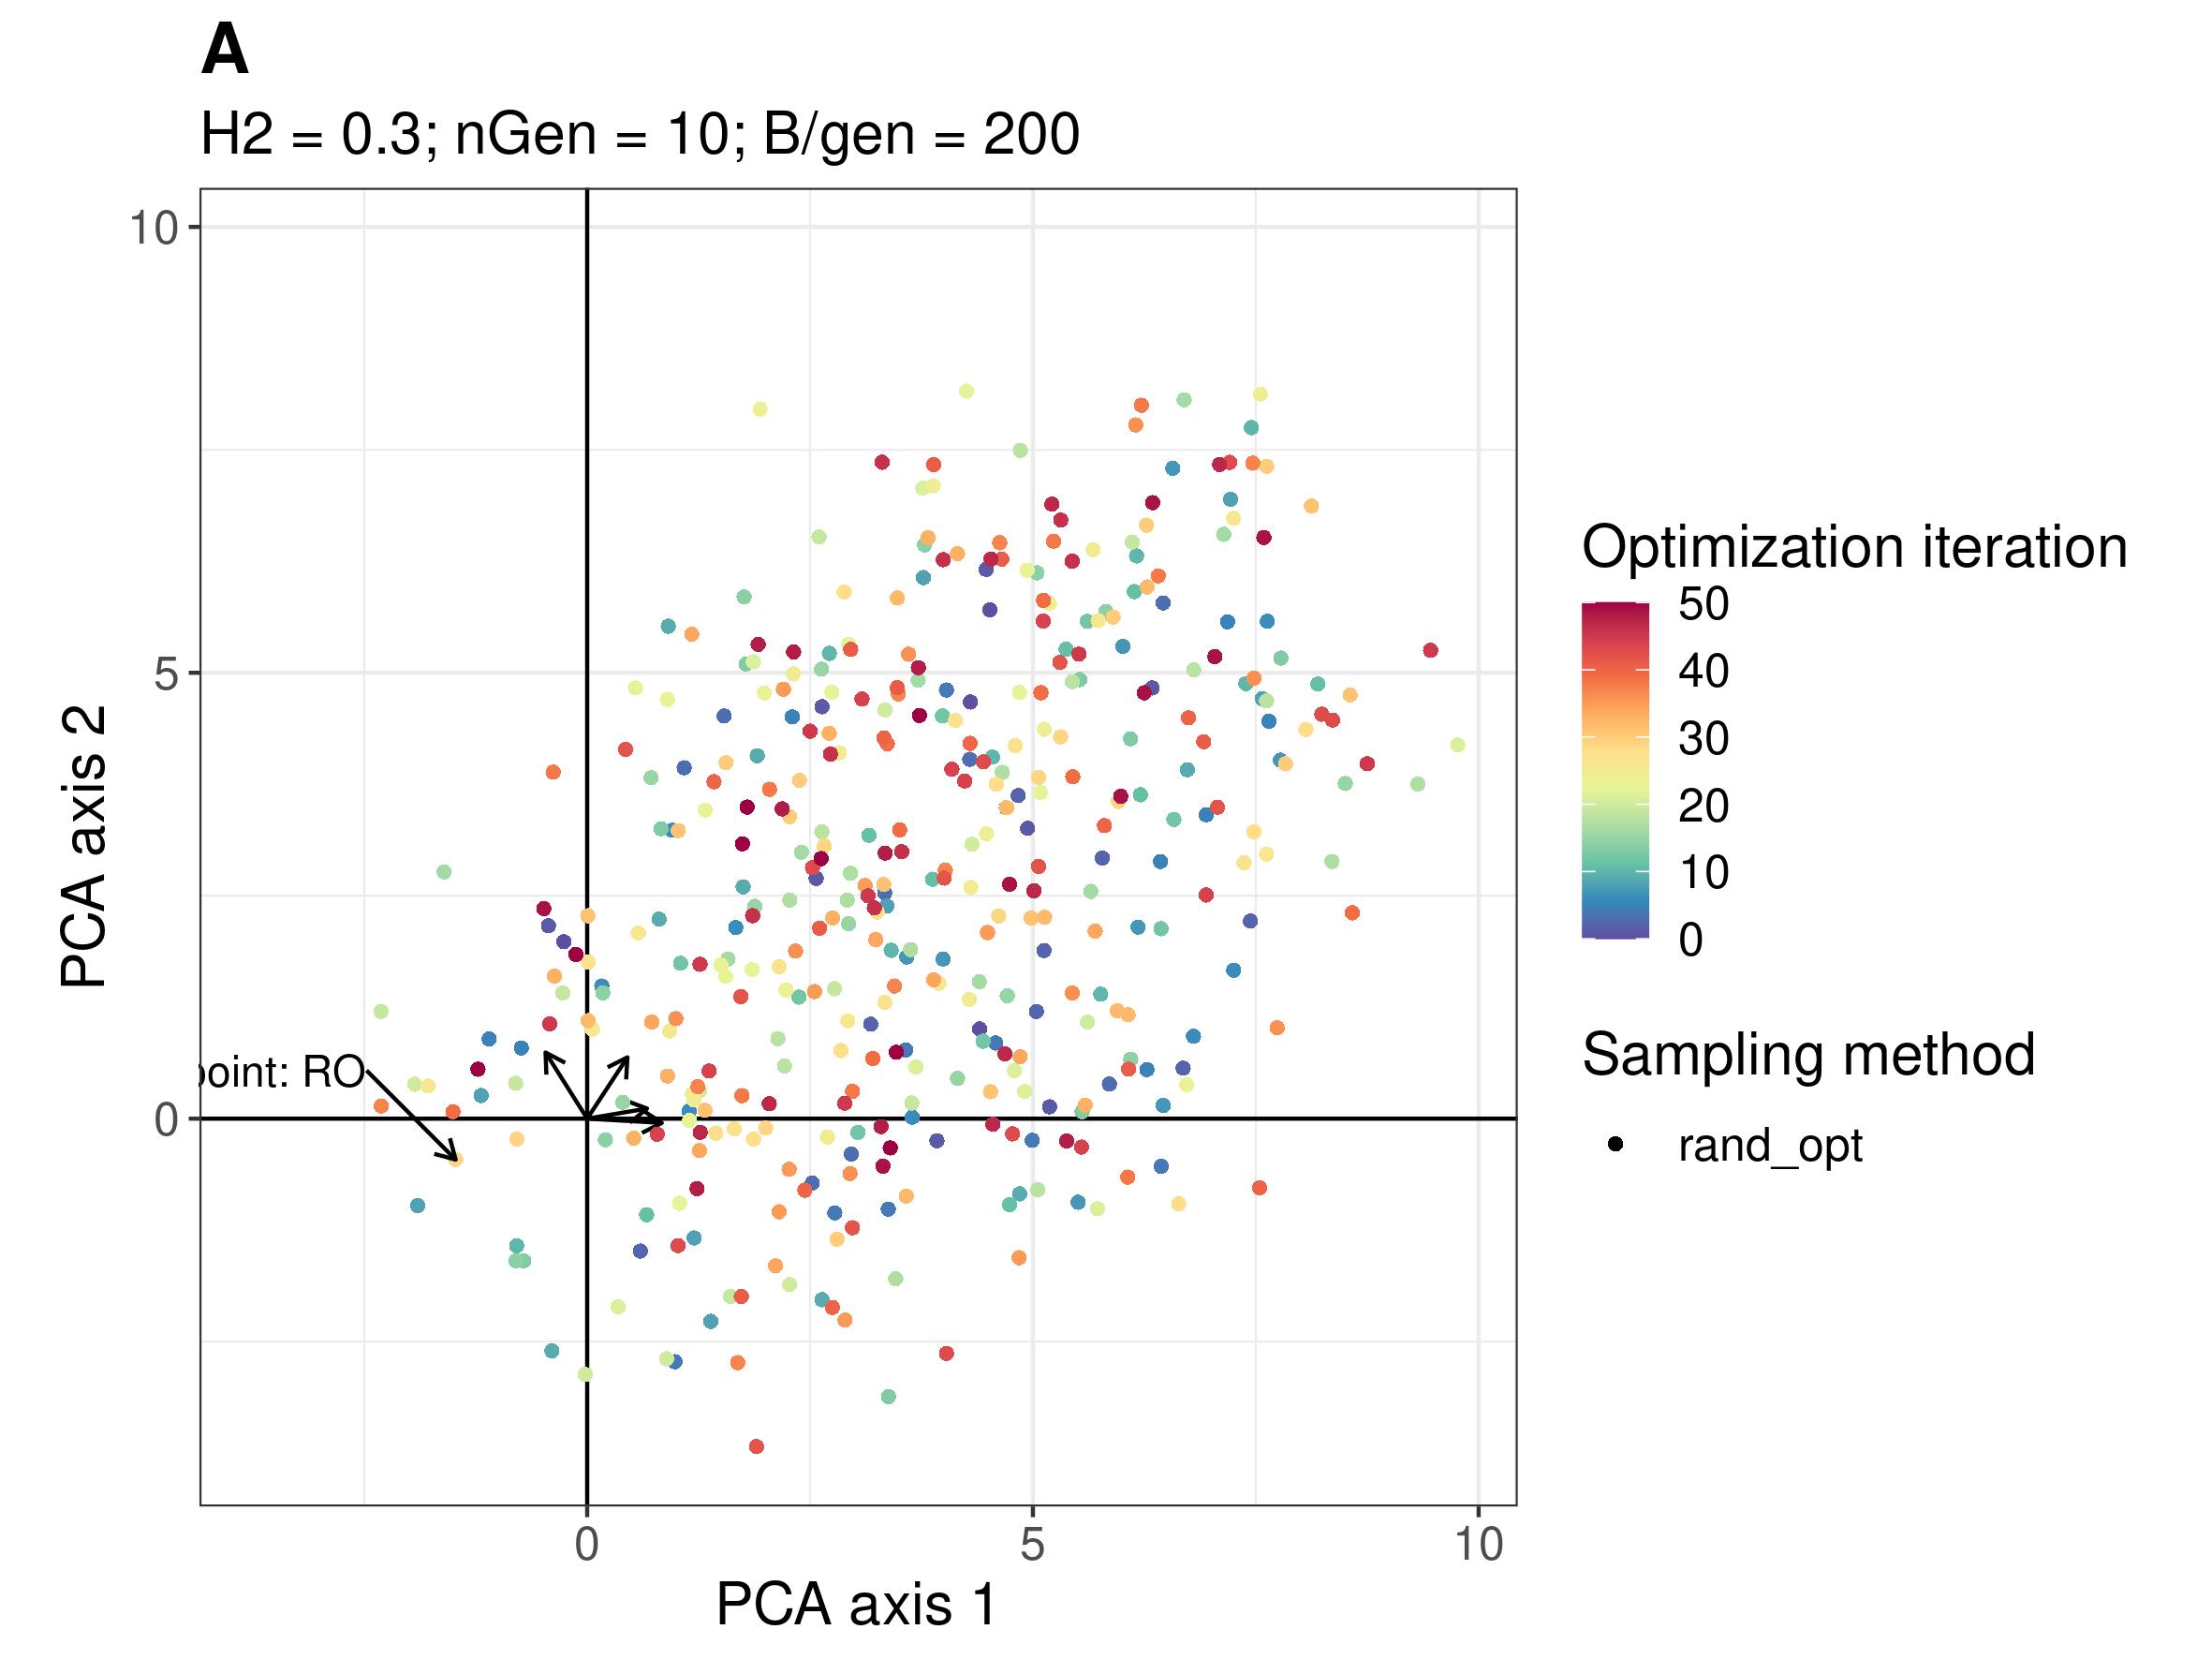 A
H2 = 0.3; nGen = 10; B/gen = 200
10
5
0
PCA axis 2
point: RO
0
5
10
PCA axis 1
Optimization iteration
50
40
30
20
10
0
Sampling method
rand_opt